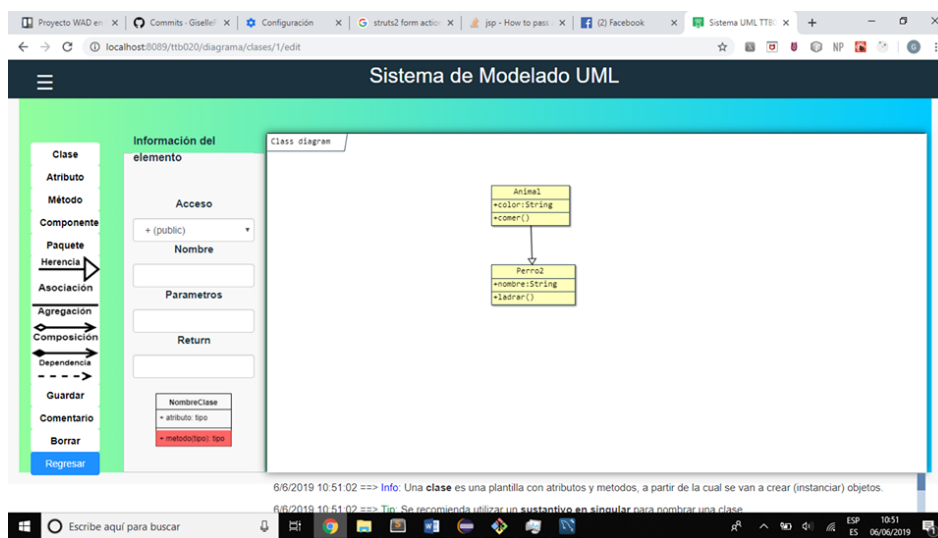 Proyecto WAD en
Commits · Gisellef
Configuración
struts2 form action
jsp - How to pass
(2) Facebook
Sistema UML TTB0
localhost:8089/ttb020/diagrama/clases/1/edit
NP
G
Sistema de Modelado UML
Clase
Atributo
Método
Componente
Paquete
Herencia
Asociación
Agregación
Composición
Dependencia
Guardar
Comentario
Borrar
Regresar
Información del
elemento
Acceso
+ (public)
Nombre
Parametros
Return
NombreClase
+ atributo: tipo
+ metodo(tipo): tipo
Class diagram
Animal
+color:String
+comer()
Perro2
+nombre:String
+ladrar()
6/6/2019 10:51:02 ==> Info: Una clase es una plantilla con atributos y metodos, a partir de la cual se van a crear (instanciar) objetos.
6/6/2019 10:51:02 ==> Tip: Se recomienda utilizar un sustantivo en singular para nombrar una clase
Escribe aquí para buscar
ESP
ES
10:51
06/06/2019